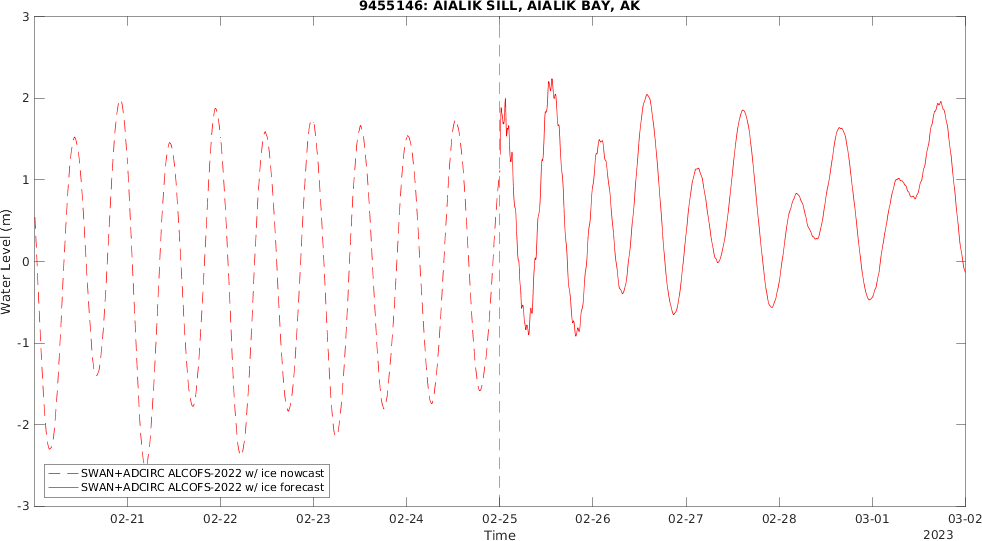 9455146: AIALIK SILL, AIALIK BAY, AK
Water Level (m)
3
2
1
0
-1
-2
-3
SWAN+ADCIRC ALCOFS-2022 w/ ice nowcast
SWAN+ADCIRC ALCOFS-2022 w/ ice forecast
02-21 02-22 02-23 02-24 02-25 02-26 02-27 02-28 03-01 03-02
Time
2023